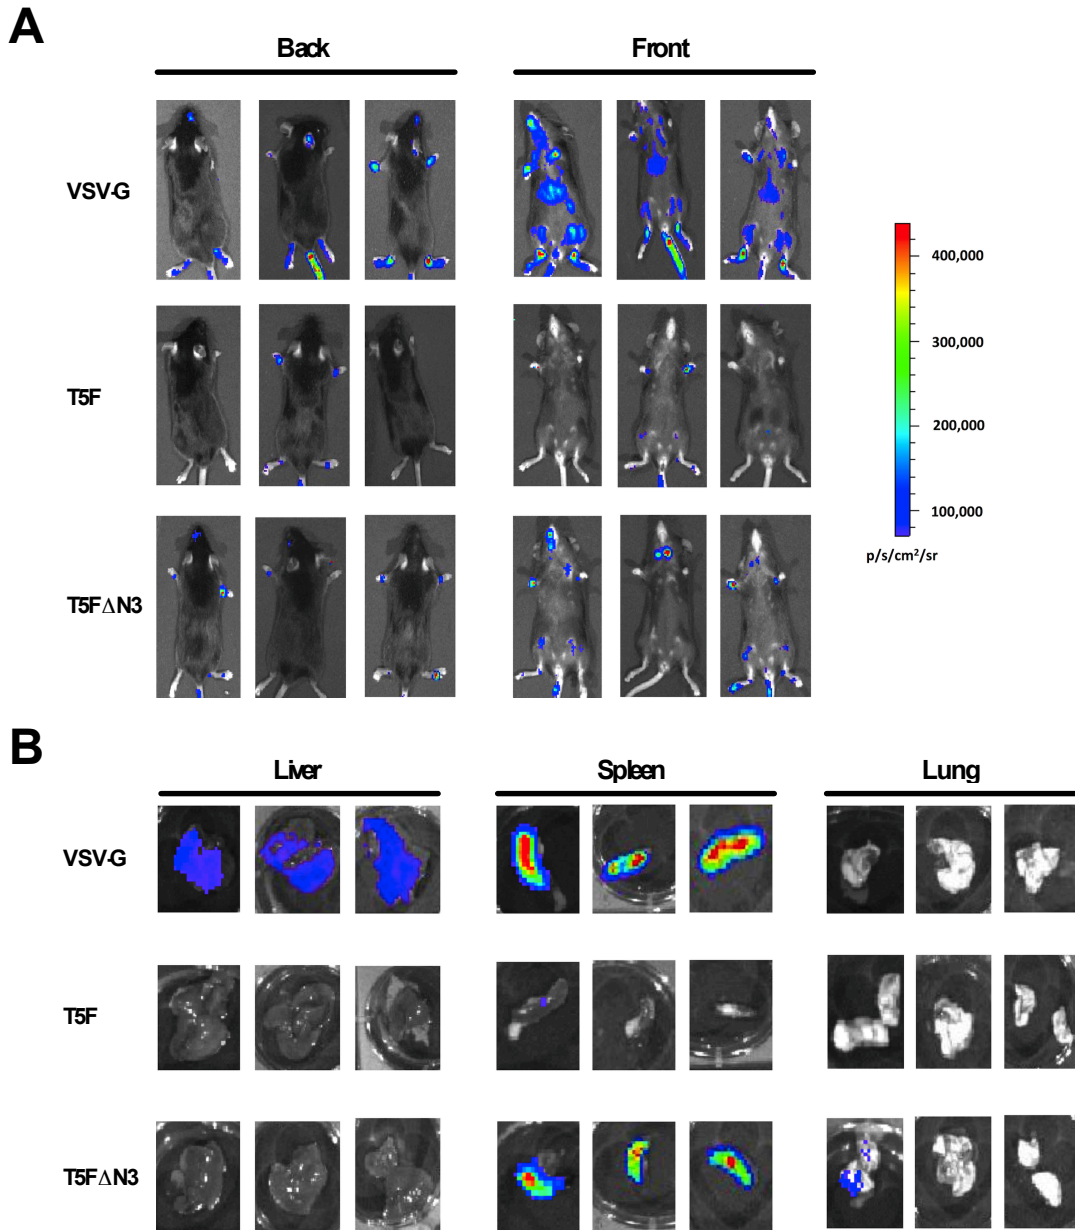 A
Back Front
VSV-G
T5F
T5FΔN3
400,000
300,000
200,000
100,000
p/s/cm²/sr
B
Liver Spleen Lung
VSV-G
T5F
T5FΔN3